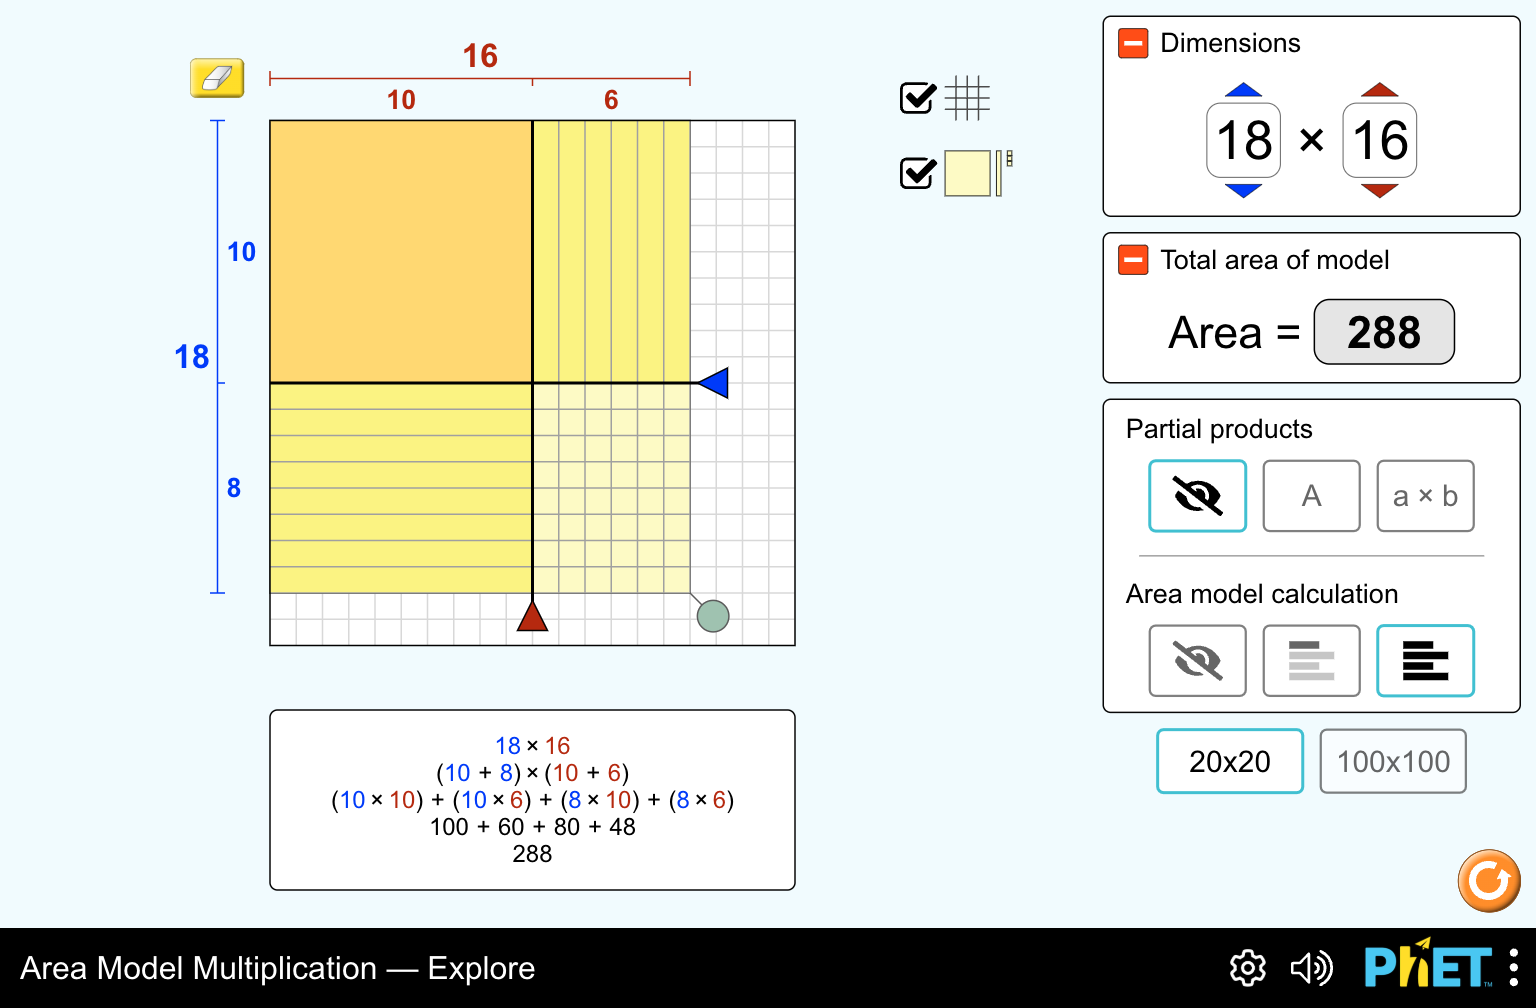 16
10 6
10
18
8
Dimensions
18 × 16
Total area of model
Area = 288
Partial products
A
a × b
Area model calculation
20x20 100x100
18 × 16
(10 + 8) × (10 + 6)
(10 × 10) + (10 × 6) + (8 × 10) + (8 × 6)
100 + 60 + 80 + 48
288
Area Model Multiplication — Explore
PhET™